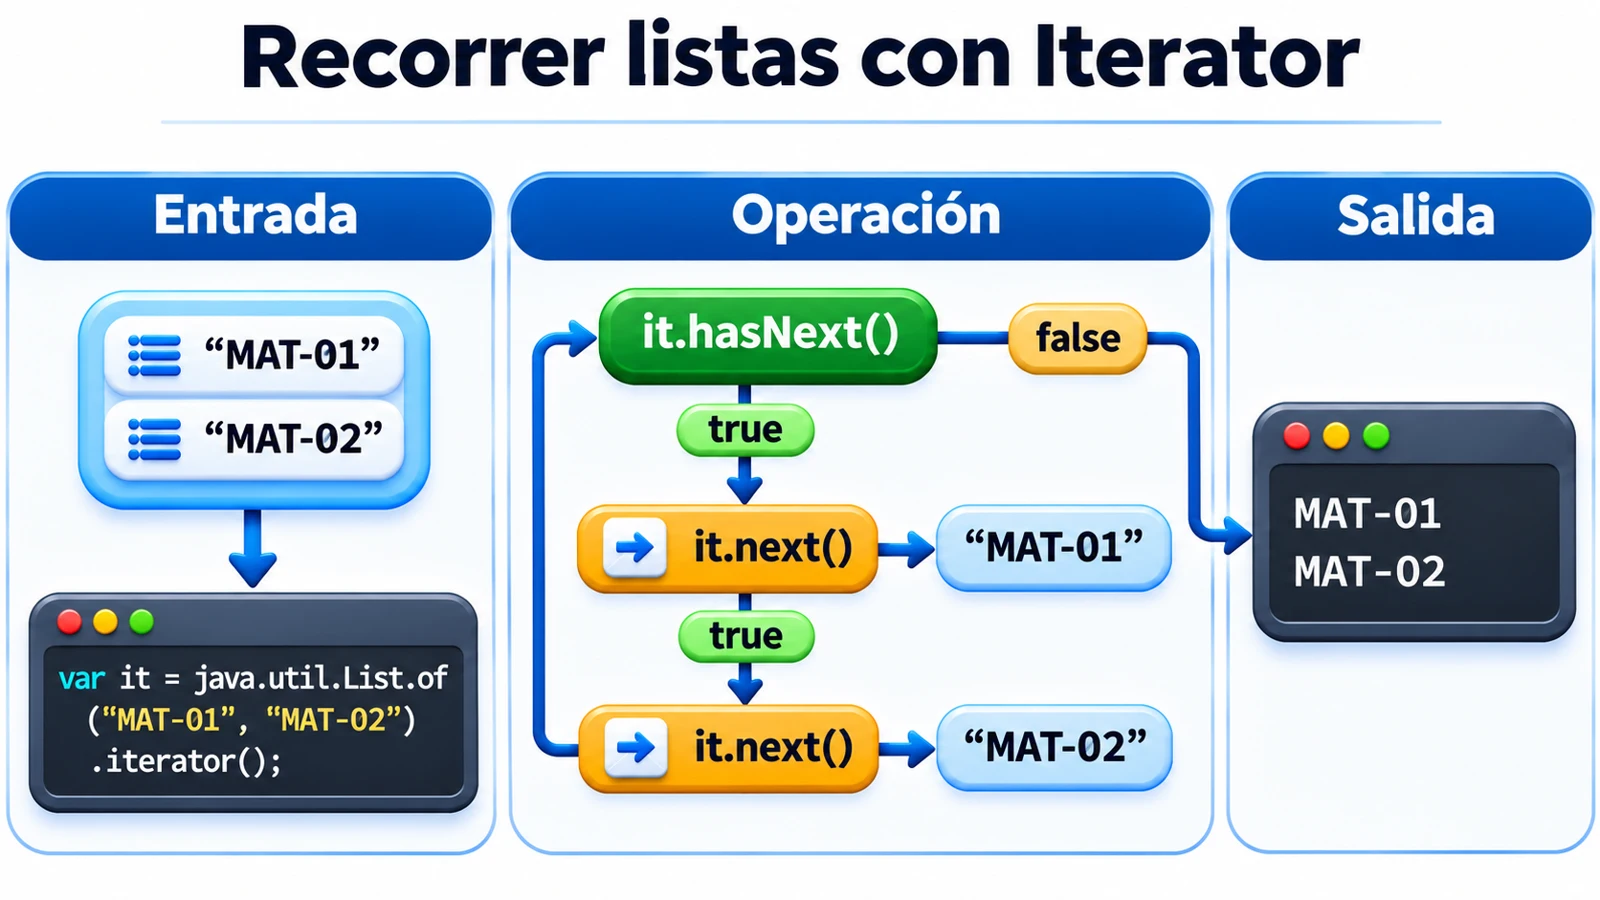 Recorrer listas con Iterator
Entrada
“MAT-01”
“MAT-02”
var it = java.util.List.of
(“MAT-01”, “MAT-02”)
.iterator();
Operación
it.hasNext()
false
true
it.next()
“MAT-01”
true
it.next()
“MAT-02”
Salida
MAT-01
MAT-02